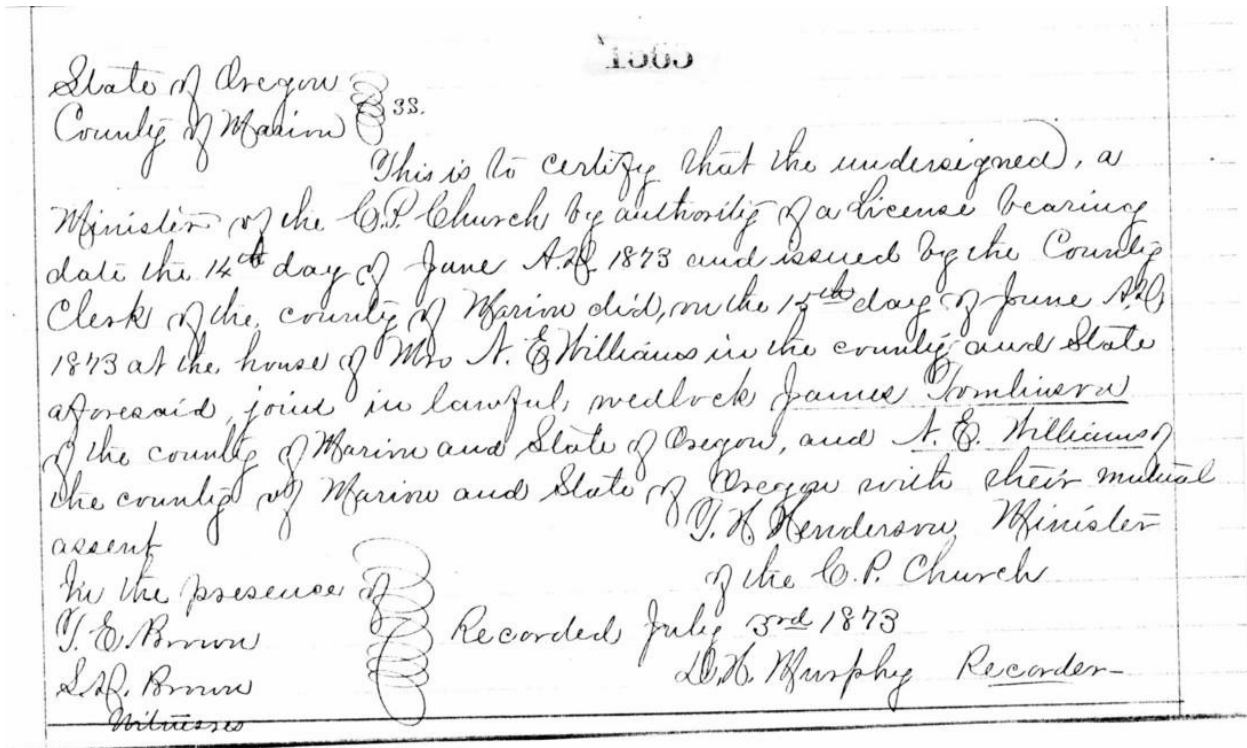 State of Oregon
County of Marion } SS.
This is to certify that the undersigned, a
Minister of the C.P. Church by authority of a License bearing
date the 14th day of June A.D. 1873 and issued by the County
Clerk of the county of Marion did, on the 15th day of June A.D.
1873 at the house of Mrs N. E Williams in the county and State
aforesaid, joind in lawful wedlock James Tomlinson
of the county of Marion and State of Oregon, and N. E. Williams of
the county of Marion and State of Oregon with their mutual
assent
T. H. Henderson Minister
of the C.P. Church
In the presence of
T. E. Brown
S. D. Brown
Witnesses
Recorded July 3rd 1873
D. H. Murphy Recorder